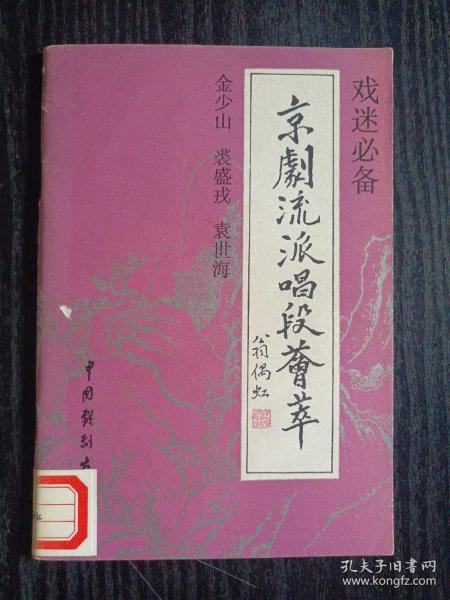 戏迷必备
京劇流派唱段薈萃
翁偶虹
金少山 裘盛戎 袁世海
中国戏剧
孔夫子旧书网
www.kongfz.com